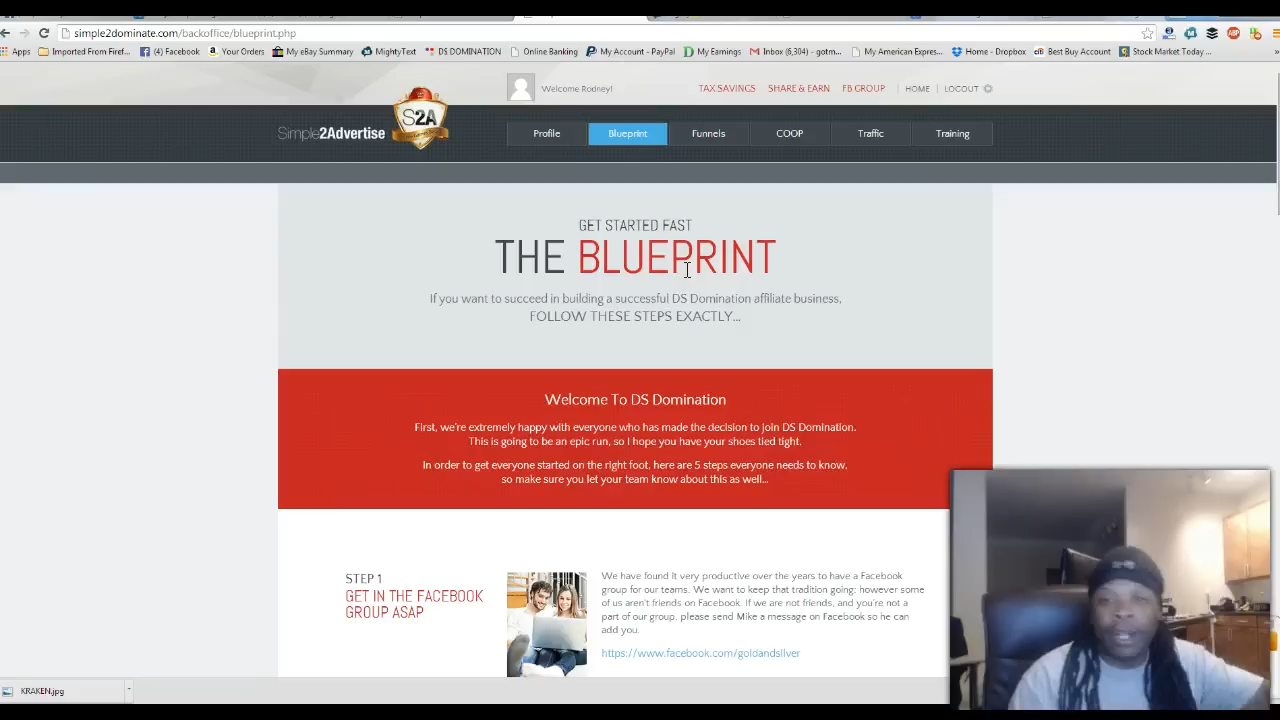 simple2dominate.com/backoffice/blueprint.php
Apps Imported From Firef... (4) Facebook Your Orders My eBay Summary MightyText DS DOMINATION Online Banking My Account - PayPal My Earnings Inbox (6,304) - gotm... My American Expres... Home - Dropbox Best Buy Account Stock Market Today...
Welcome Rodney! TAX SAVINGS SHARE & EARN FB GROUP HOME LOGOUT
Simple2Advertise S2A Profile Blueprint Funnels COOP Traffic Training
GET STARTED FAST
THE BLUEPRINT
If you want to succeed in building a successful DS Domination affiliate business,
FOLLOW THESE STEPS EXACTLY...
Welcome To DS Domination
First, we're extremely happy with everyone who has made the decision to join DS Domination.
This is going to be an epic run, so I hope you have your shoes tied tight.
In order to get everyone started on the right foot, here are 5 steps everyone needs to know,
so make sure you let your team know about this as well...
STEP 1
GET IN THE FACEBOOK
GROUP ASAP
We have found it very productive over the years to have a Facebook
group for our teams. We want to keep that tradition going; however some
of us aren't friends on Facebook. If we are not friends, and you're not a
part of our group, please send Mike a message on Facebook so he can
add you.
https://www.facebook.com/goldandsilver
KRAKEN.jpg